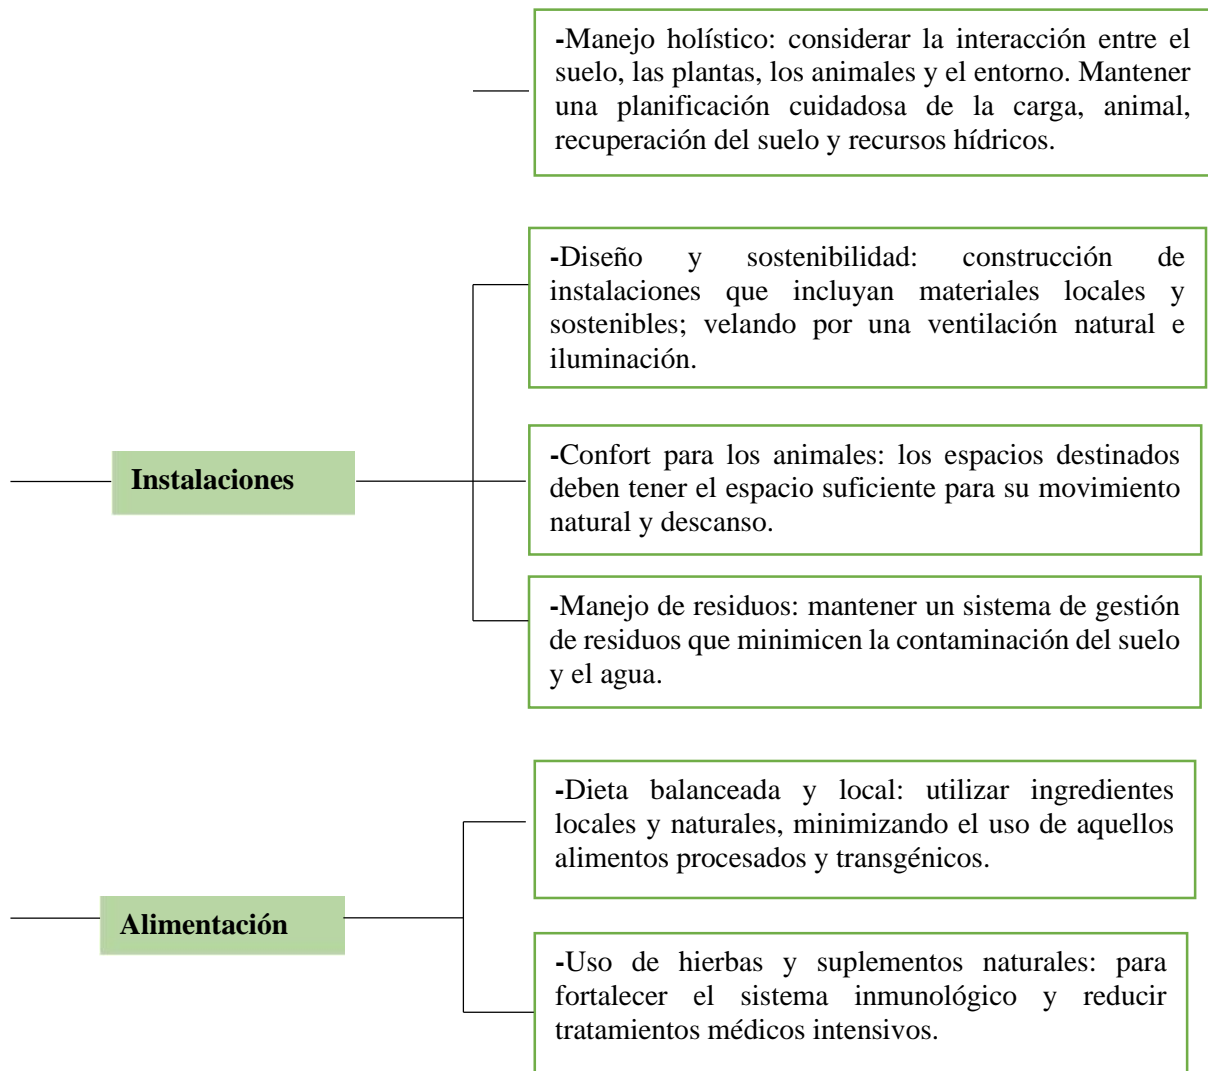 -Manejo holístico: considerar la interacción entre el
suelo, las plantas, los animales y el entorno. Mantener
una planificación cuidadosa de la carga, animal,
recuperación del suelo y recursos hídricos.
-Diseño y sostenibilidad: construcción de
instalaciones que incluyan materiales locales y
sostenibles; velando por una ventilación natural e
iluminación.
Instalaciones
-Confort para los animales: los espacios destinados
deben tener el espacio suficiente para su movimiento
natural y descanso.
-Manejo de residuos: mantener un sistema de gestión
de residuos que minimicen la contaminación del suelo
y el agua.
-Dieta balanceada y local: utilizar ingredientes
locales y naturales, minimizando el uso de aquellos
alimentos procesados y transgénicos.
Alimentación
-Uso de hierbas y suplementos naturales: para
fortalecer el sistema inmunológico y reducir
tratamientos médicos intensivos.